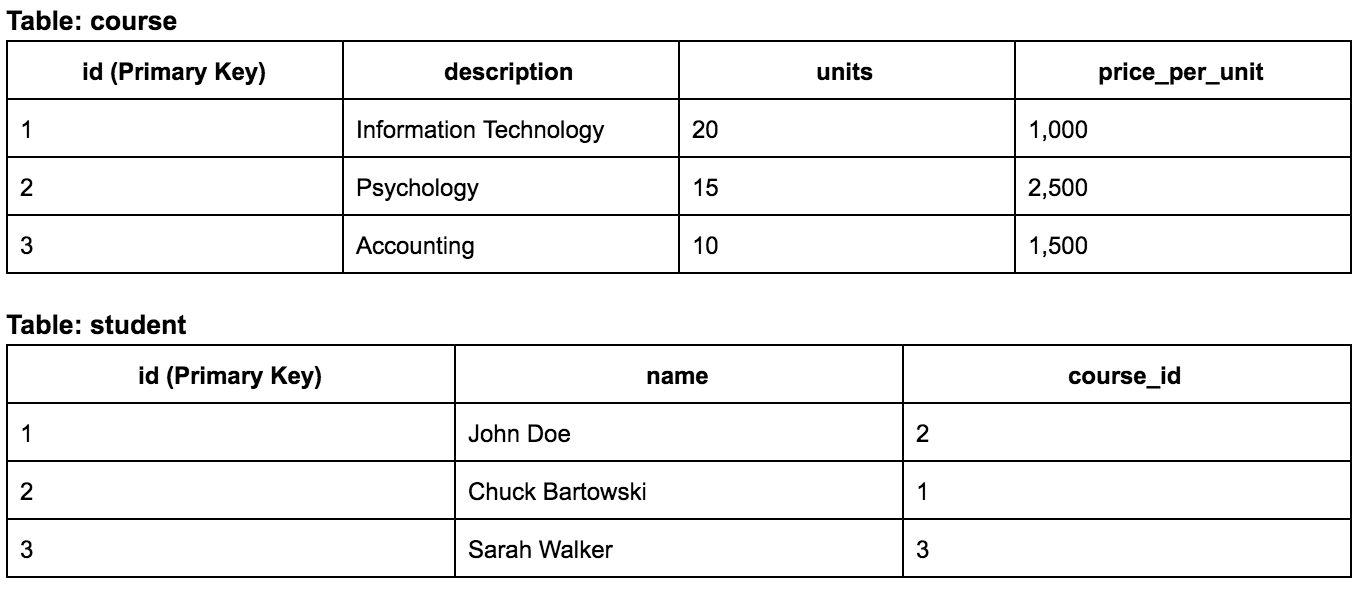 Table: course
id (Primary Key) description units price_per_unit
1 Information Technology 20 1,000
2 Psychology 15 2,500
3 Accounting 10 1,500
Table: student
id (Primary Key) name course_id
1 John Doe 2
2 Chuck Bartowski 1
3 Sarah Walker 3